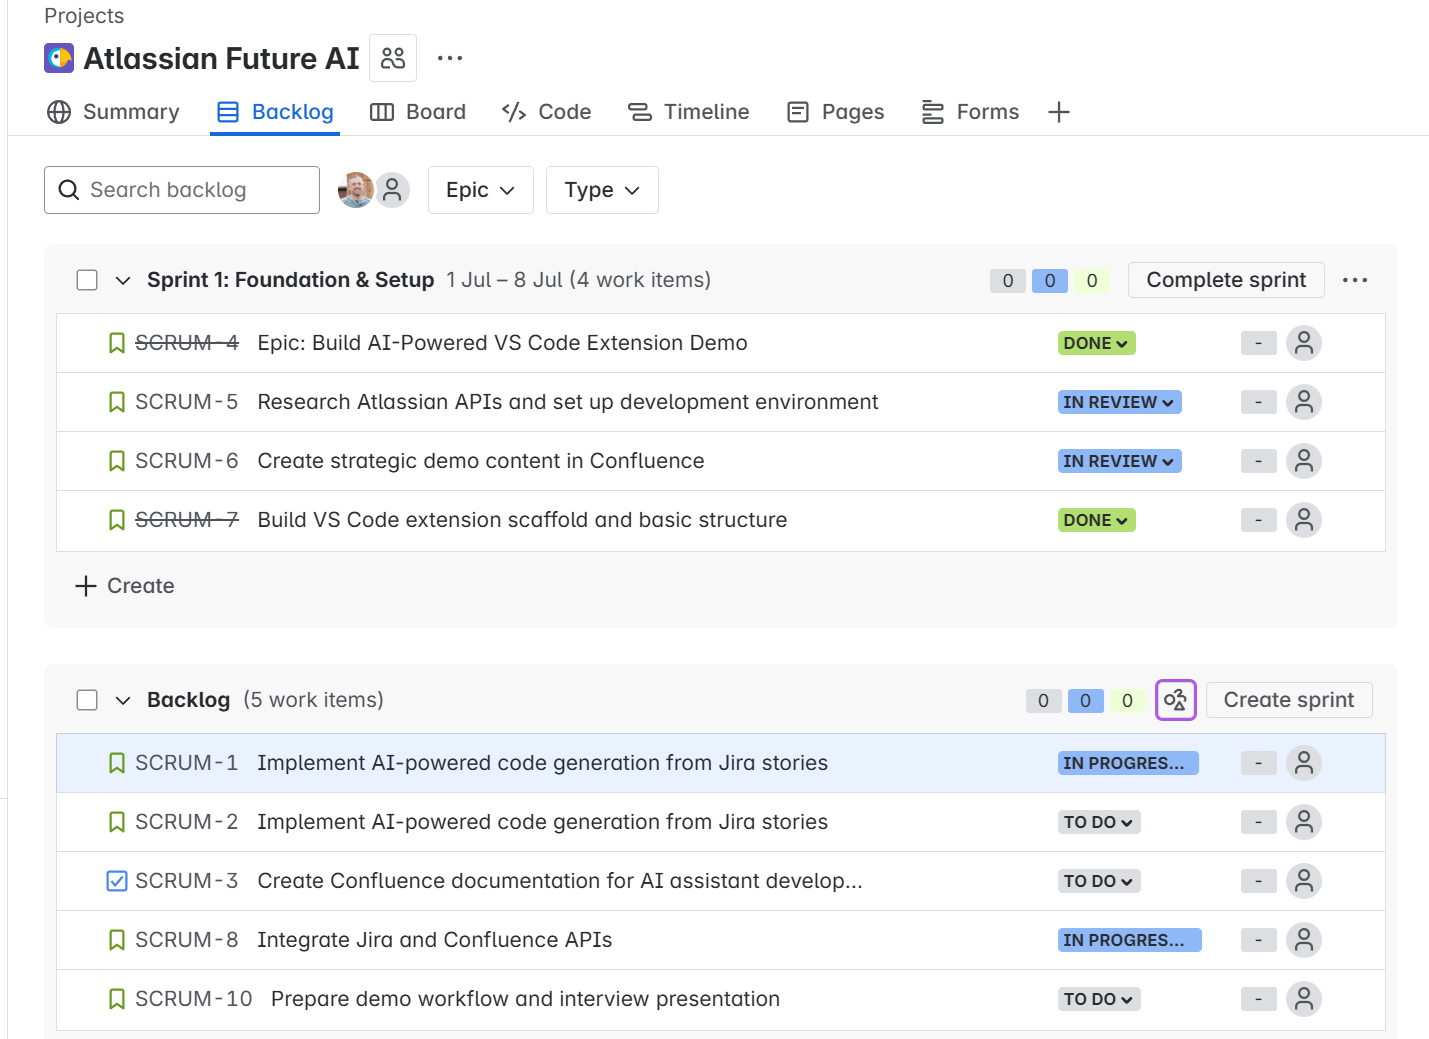 Projects
Atlassian Future AI
Summary Backlog Board Code Timeline Pages Forms
Search backlog Epic Type
Sprint 1: Foundation & Setup 1 Jul – 8 Jul (4 work items) 0 0 0 Complete sprint
SCRUM-4 Epic: Build AI-Powered VS Code Extension Demo DONE -
SCRUM-5 Research Atlassian APIs and set up development environment IN REVIEW -
SCRUM-6 Create strategic demo content in Confluence IN REVIEW -
SCRUM-7 Build VS Code extension scaffold and basic structure DONE -
Create
Backlog (5 work items) 0 0 0 Create sprint
SCRUM-1 Implement AI-powered code generation from Jira stories IN PROGRES... -
SCRUM-2 Implement AI-powered code generation from Jira stories TO DO -
SCRUM-3 Create Confluence documentation for AI assistant develop... TO DO -
SCRUM-8 Integrate Jira and Confluence APIs IN PROGRES... -
SCRUM-10 Prepare demo workflow and interview presentation TO DO -